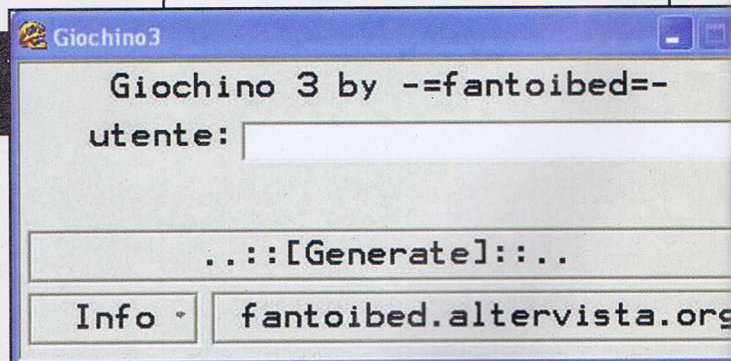 Giochino3
Giochino 3 by -=fantoibed=-
utente:
..::[Generate]::..
Info
fantoibed.altervista.org